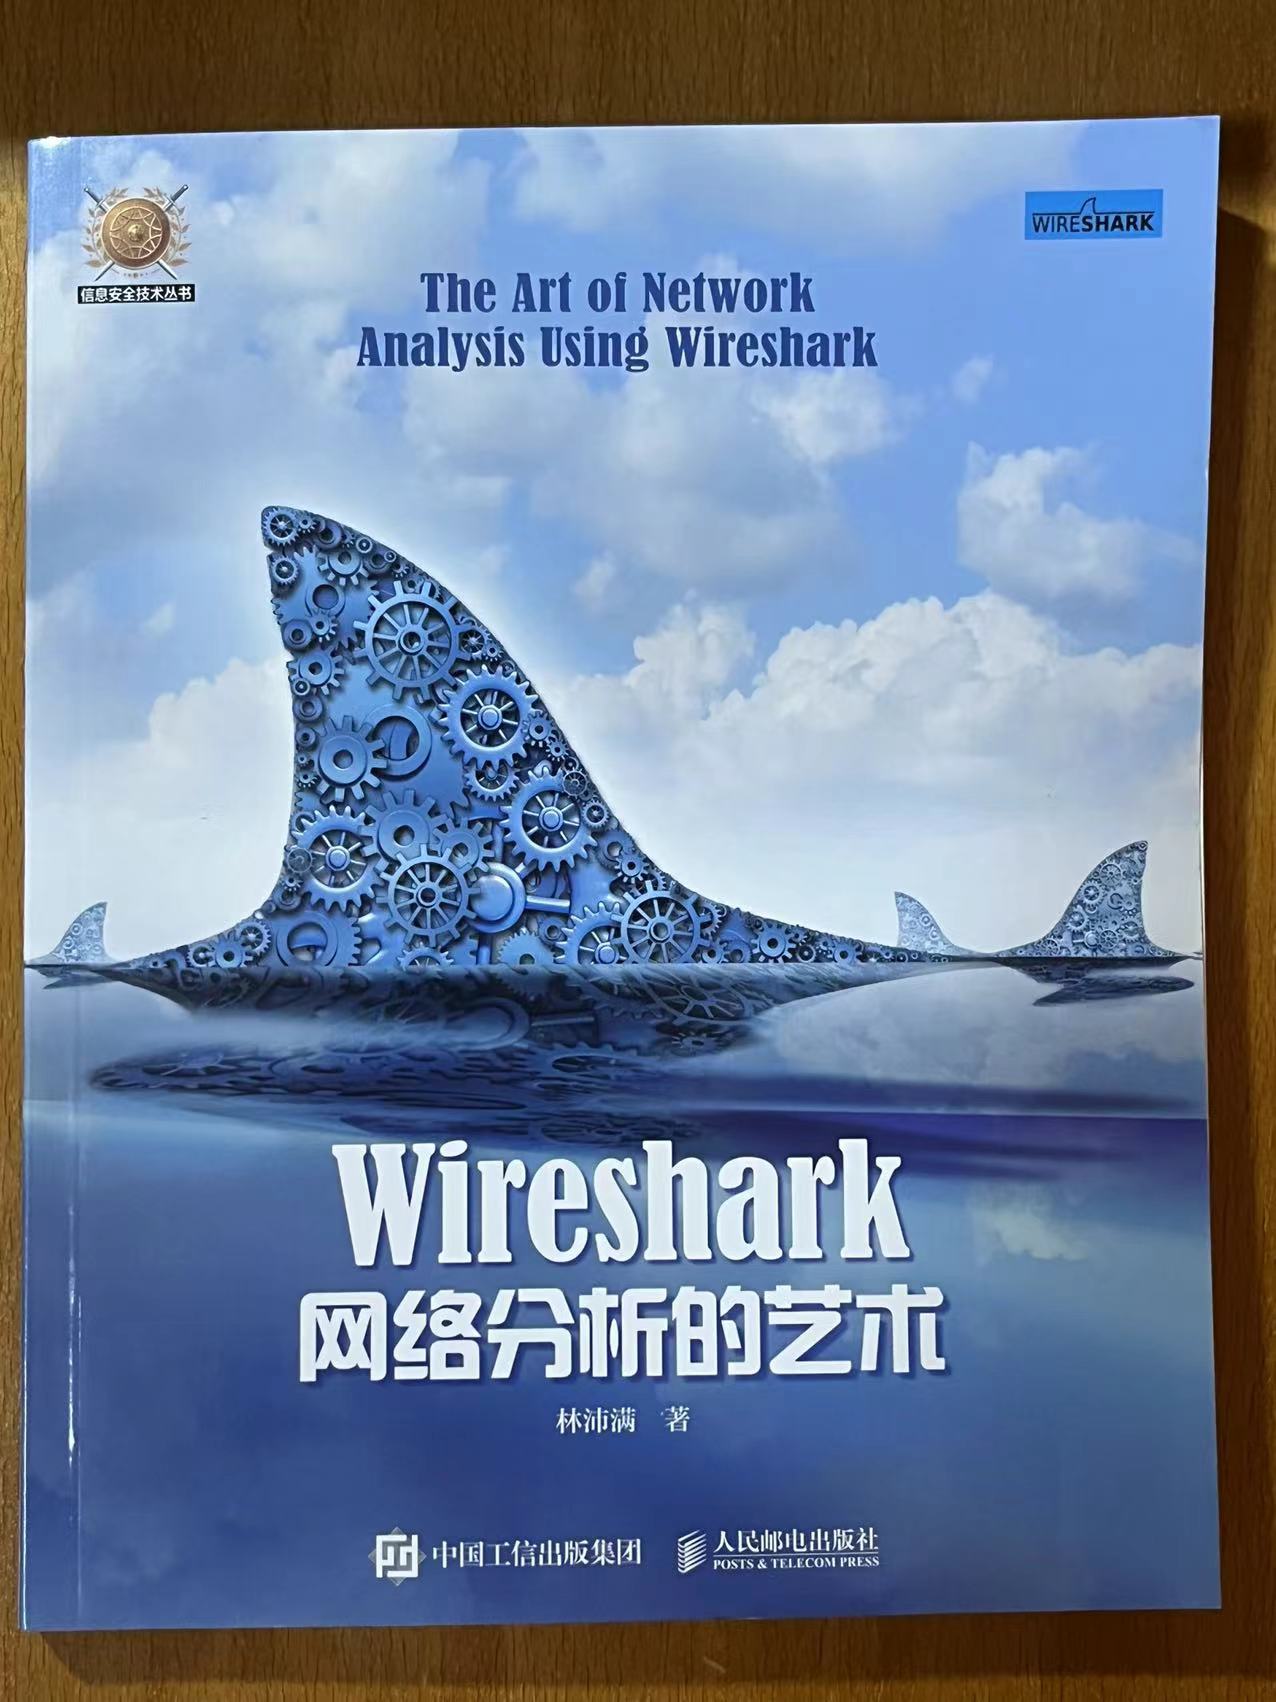 信息安全技术丛书
WIRESHARK
The Art of Network
Analysis Using Wireshark
Wireshark
网络分析的艺术
林沛满 著
中国工信出版集团
人民邮电出版社
POSTS & TELECOM PRESS